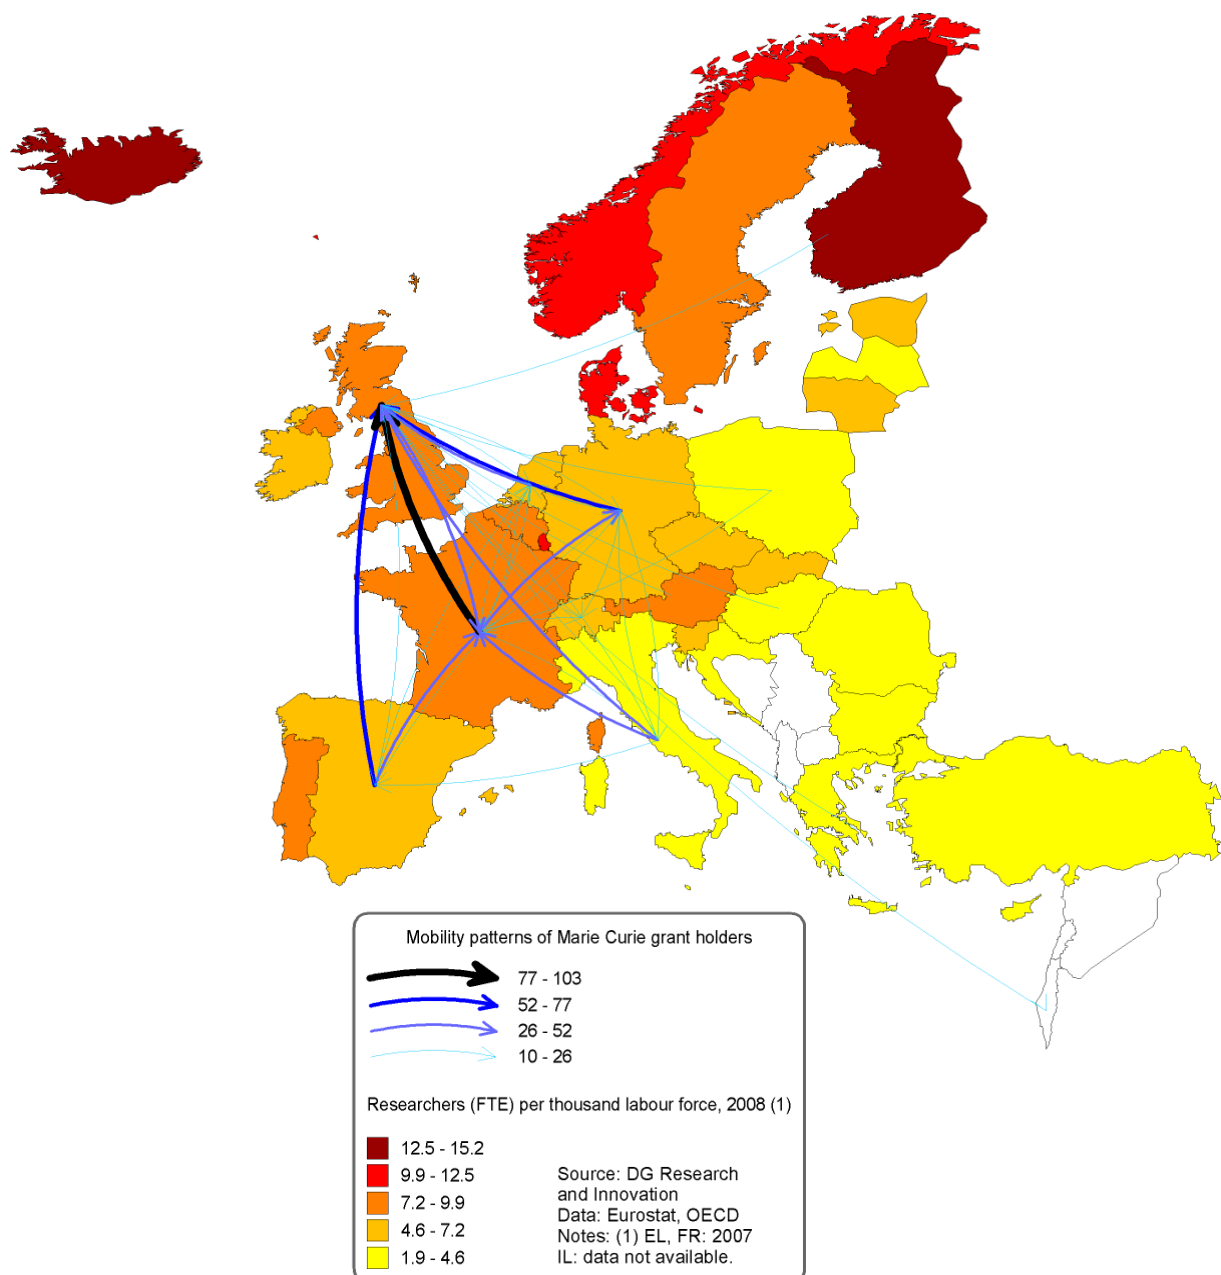 Mobility patterns of Marie Curie grant holders
77 - 103
52 - 77
26 - 52
10 - 26
Researchers (FTE) per thousand labour force, 2008 (1)
12.5 - 15.2
9.9 - 12.5
7.2 - 9.9
4.6 - 7.2
1.9 - 4.6
Source: DG Research
and Innovation
Data: Eurostat, OECD
Notes: (1) EL, FR: 2007
IL: data not available.